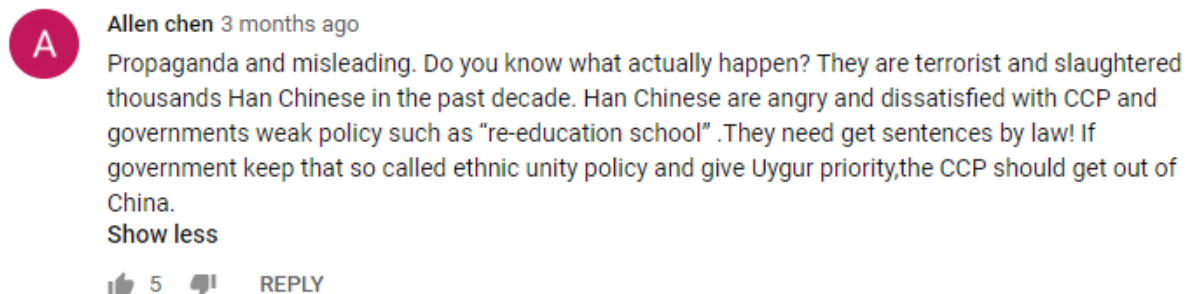 A
Allen chen 3 months ago
Propaganda and misleading. Do you know what actually happen? They are terrorist and slaughtered
thousands Han Chinese in the past decade. Han Chinese are angry and dissatisfied with CCP and
governments weak policy such as “re-education school” .They need get sentences by law! If
government keep that so called ethnic unity policy and give Uygur priority,the CCP should get out of
China.
Show less
5 REPLY